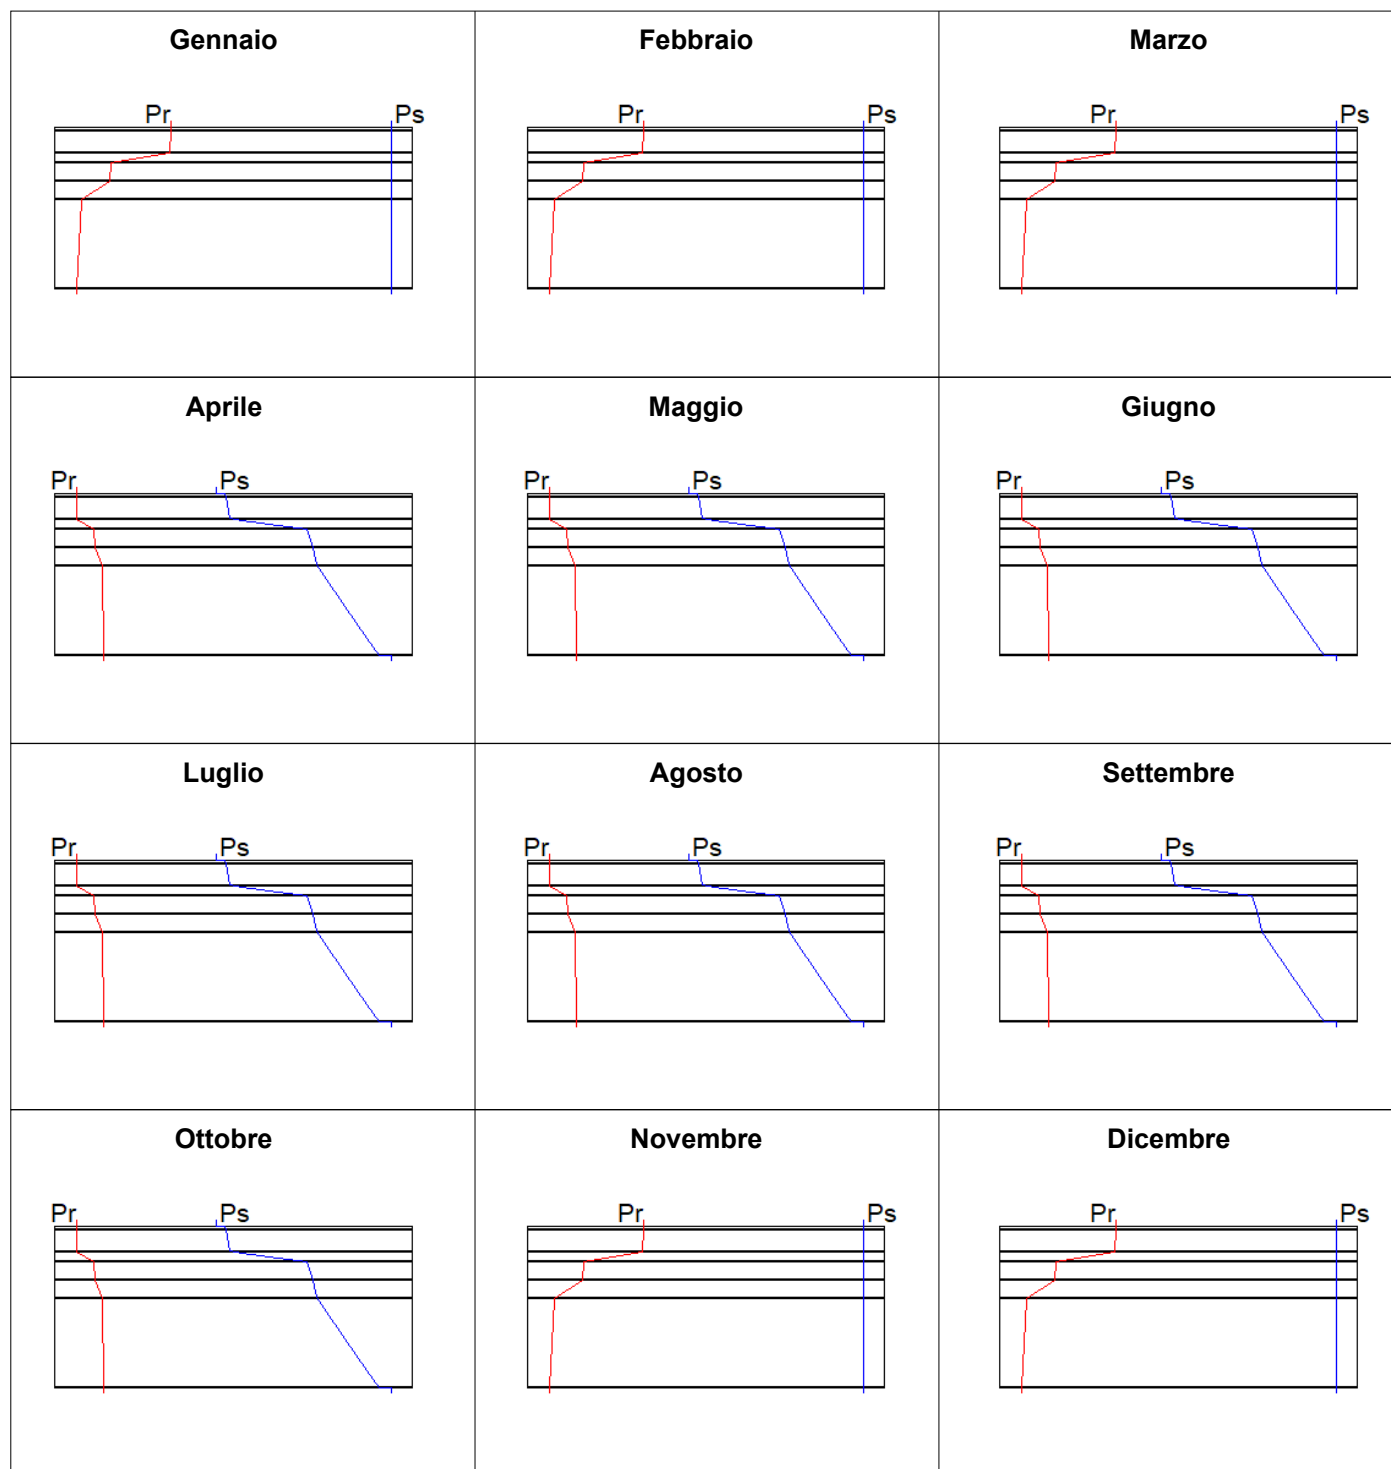 Gennaio Febbraio Marzo
Pr Ps Pr Ps Pr Ps
Aprile Maggio Giugno
Pr Ps Pr Ps Pr Ps
Luglio Agosto Settembre
Pr Ps Pr Ps Pr Ps
Ottobre Novembre Dicembre
Pr Ps Pr Ps Pr Ps